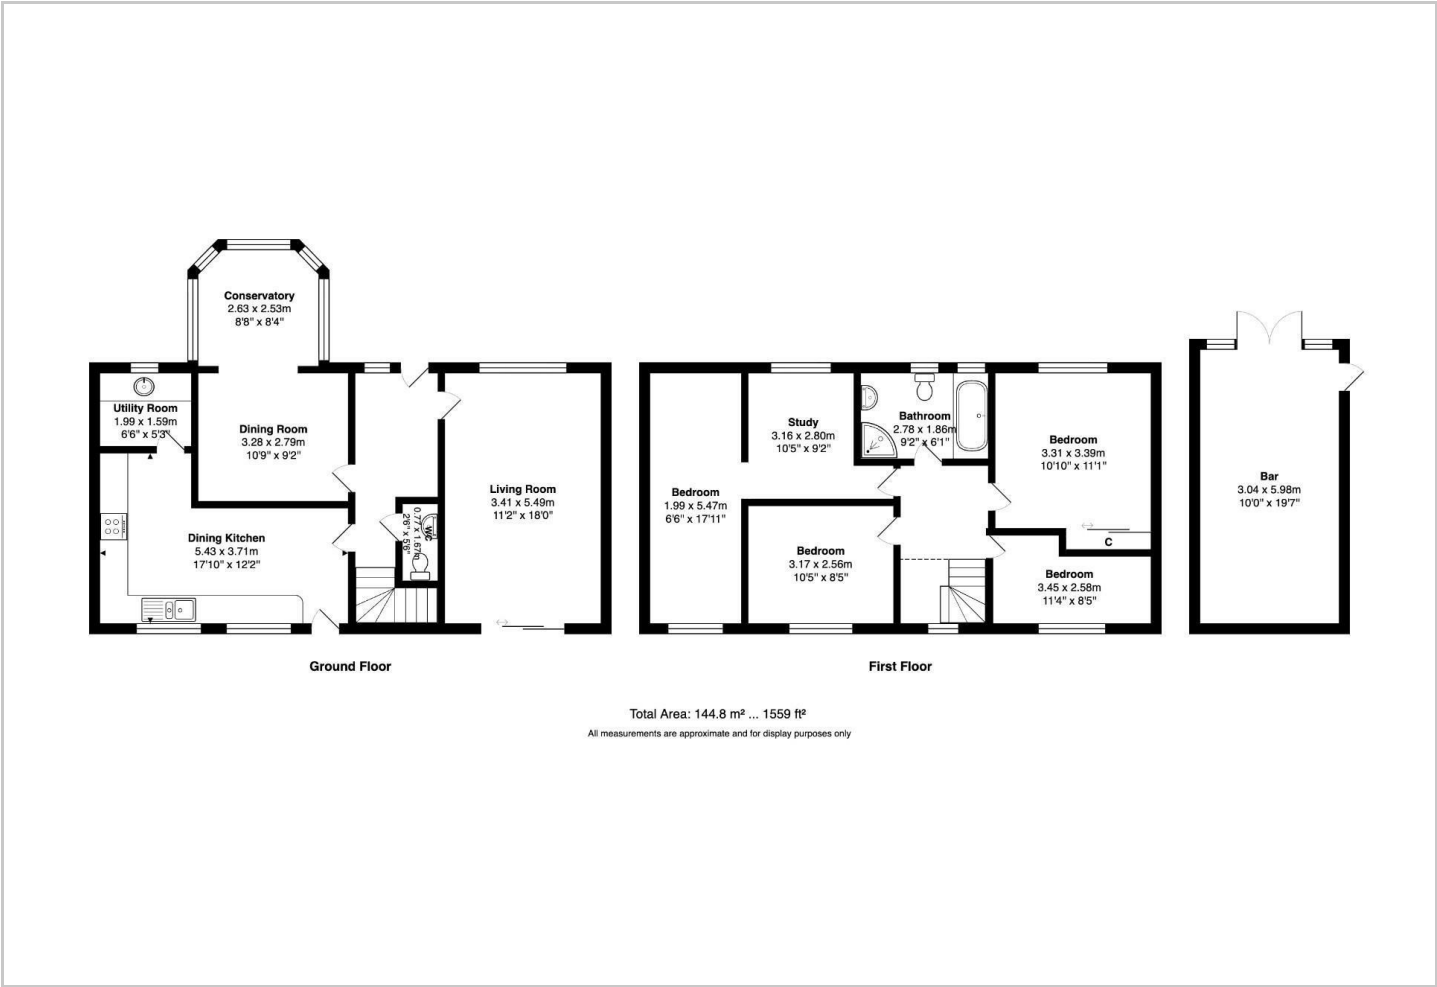 Conservatory
2.63 x 2.53m
8'8" x 8'4"
Utility Room
1.99 x 1.59m
6'6" x 5'3"
Dining Room
3.28 x 2.79m
10'9" x 9'2"
Living Room
3.41 x 5.49m
11'2" x 18'0"
Dining Kitchen
5.43 x 3.71m
17'10" x 12'2"
WC
0.77 x 1.67m
2'6" x 5'6"
Ground Floor
Study
3.16 x 2.80m
10'5" x 9'2"
Bathroom
2.78 x 1.86m
9'2" x 6'1"
Bedroom
3.31 x 3.39m
10'10" x 11'1"
Bedroom
1.99 x 5.47m
6'6" x 17'11"
Bedroom
3.17 x 2.56m
10'5" x 8'5"
C
Bedroom
3.45 x 2.58m
11'4" x 8'5"
First Floor
Bar
3.04 x 5.98m
10'0" x 19'7"
Total Area: 144.8 m² ... 1559 ft²
All measurements are approximate and for display purposes only